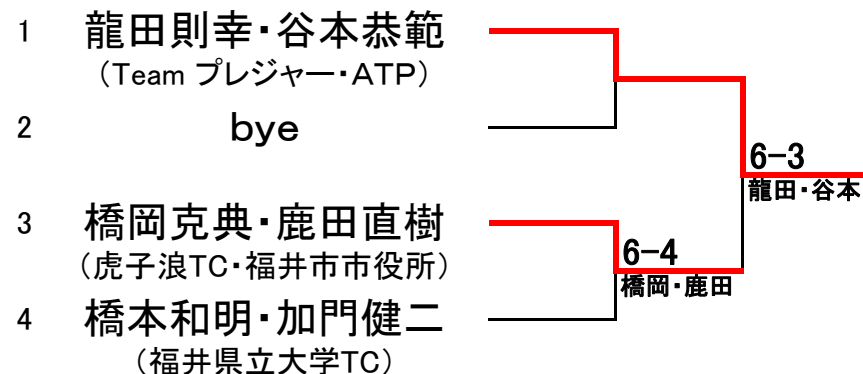 1 龍田則幸・谷本恭範
（Team プレジャー・ATP）
2 bye
6-3
龍田・谷本
3 橋岡克典・鹿田直樹
（虎子浪TC・福井市市役所）
6-4
橋岡・鹿田
4 橋本和明・加門健二
（福井県立大学TC）